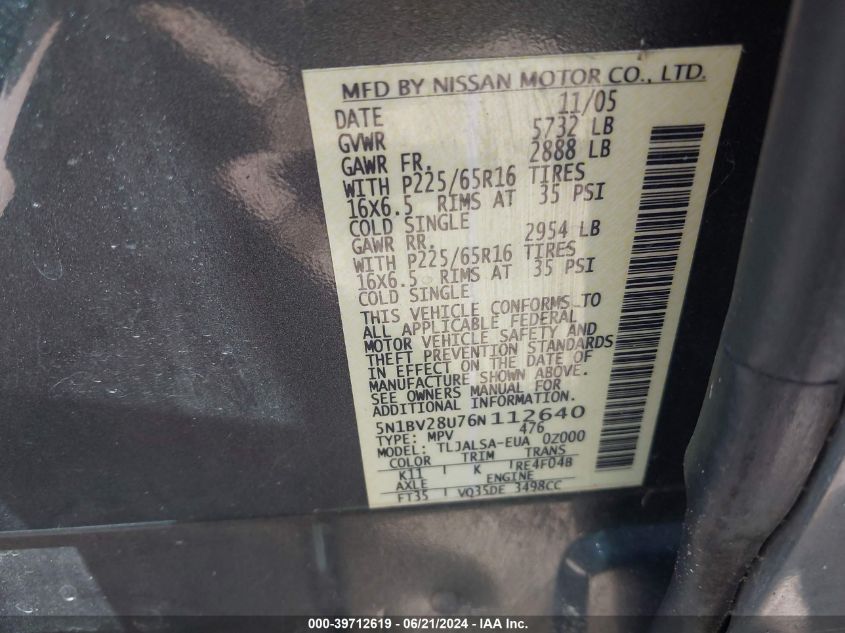 MFD BY NISSAN MOTOR CO., LTD.
DATE 11/05
GVWR 5732 LB
GAWR FR. 2888 LB
WITH P225/65R16 TIRES
16X6.5 RIMS AT 35 PSI
COLD SINGLE
GAWR RR. 2954 LB
WITH P225/65R16 TIRES
16X6.5 RIMS AT 35 PSI
COLD SINGLE
THIS VEHICLE CONFORMS TO
ALL APPLICABLE FEDERAL
MOTOR VEHICLE SAFETY AND
THEFT PREVENTION STANDARDS
IN EFFECT ON THE DATE OF
MANUFACTURE SHOWN ABOVE.
SEE OWNERS MANUAL FOR
ADDITIONAL INFORMATION.
5N1BV28U76N112640
TYPE: MPV 476
MODEL: TLJALSA-EUA 0Z000
COLOR TRIM TRANS
K11 K RE4F04B
AXLE ENGINE
FT35 VQ35DE 3498CC
000-39712619 - 06/21/2024 - IAA Inc.